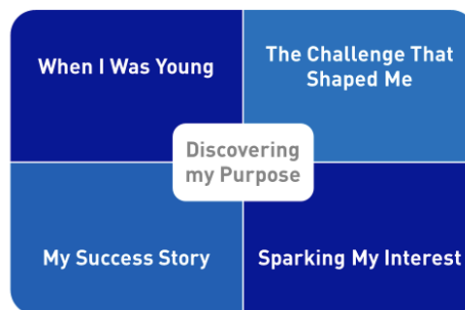 When I Was Young
The Challenge That
Shaped Me
Discovering
my Purpose
My Success Story
Sparking My Interest